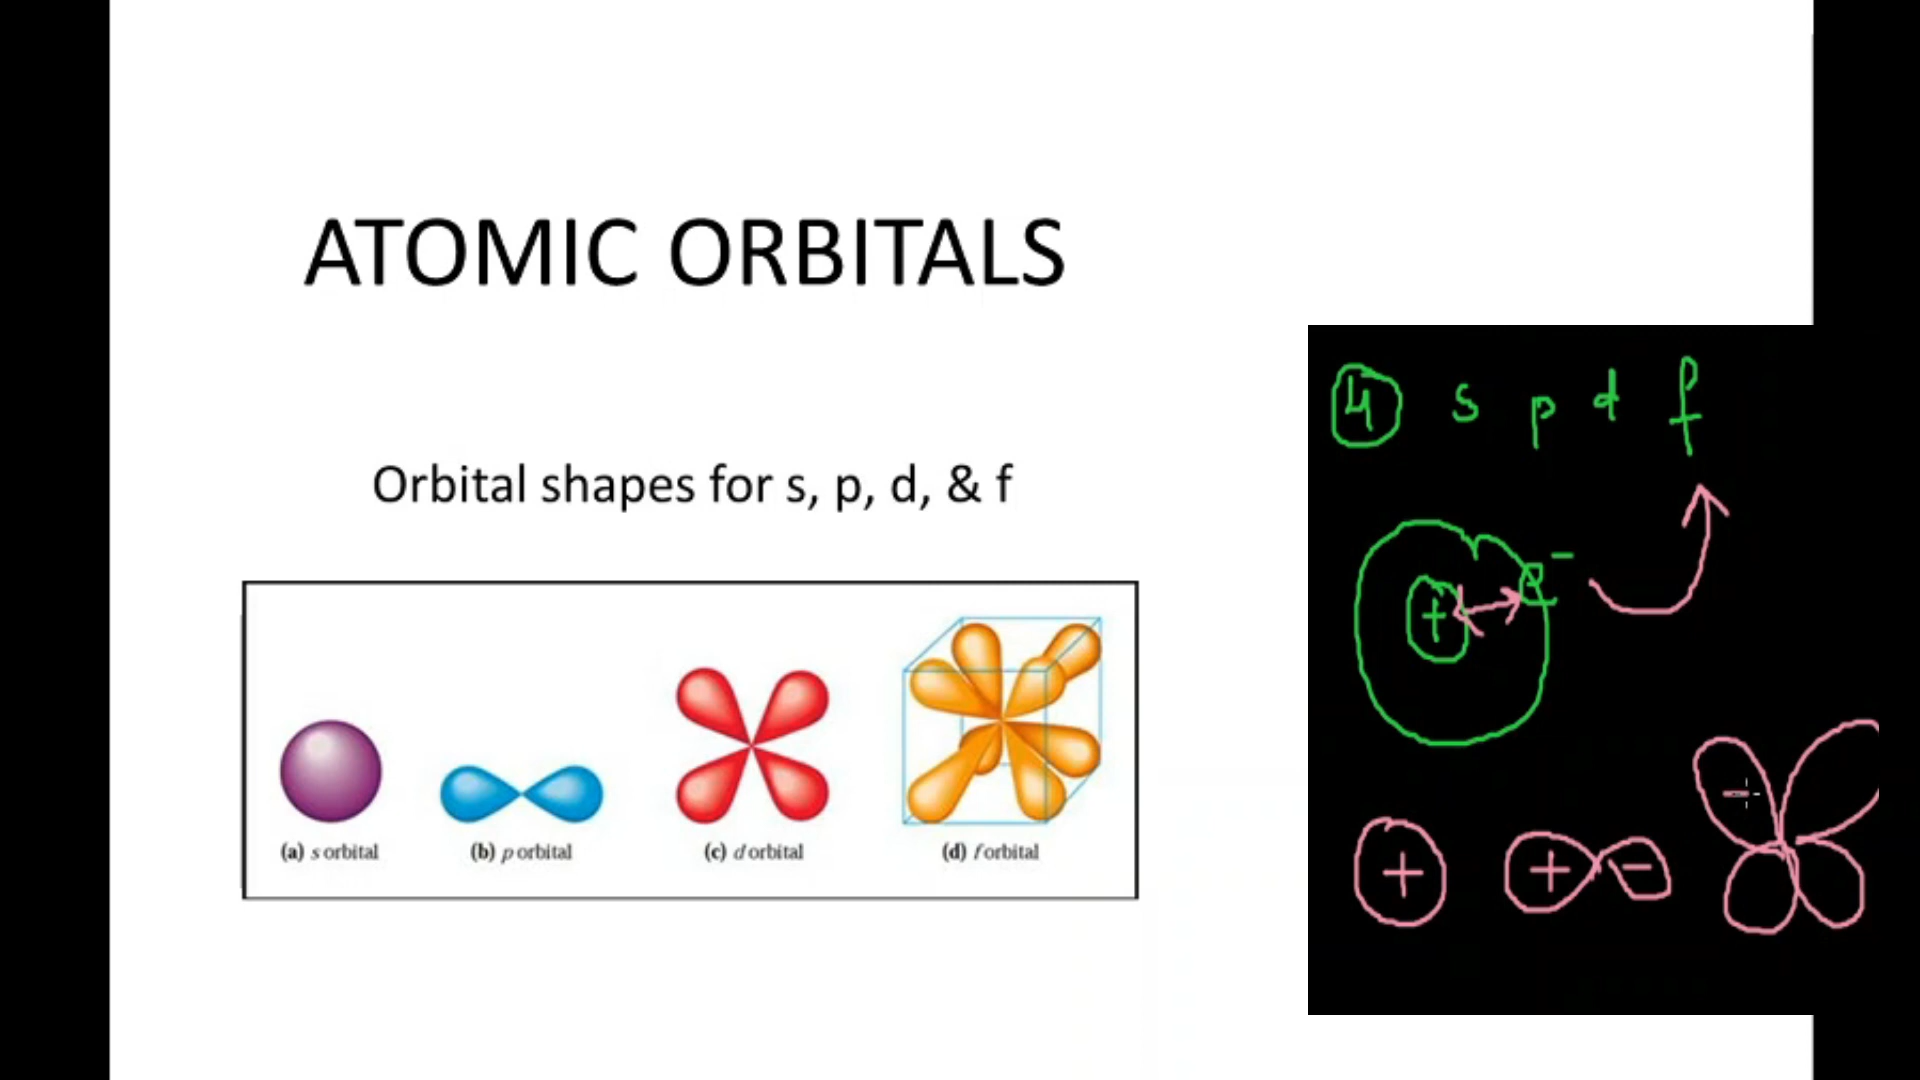 ATOMIC ORBITALS
Orbital shapes for s, p, d, & f
(a) s orbital
(b) p orbital
(c) d orbital
(d) f orbital
4 s p d f
+ e⁻
+ + - -